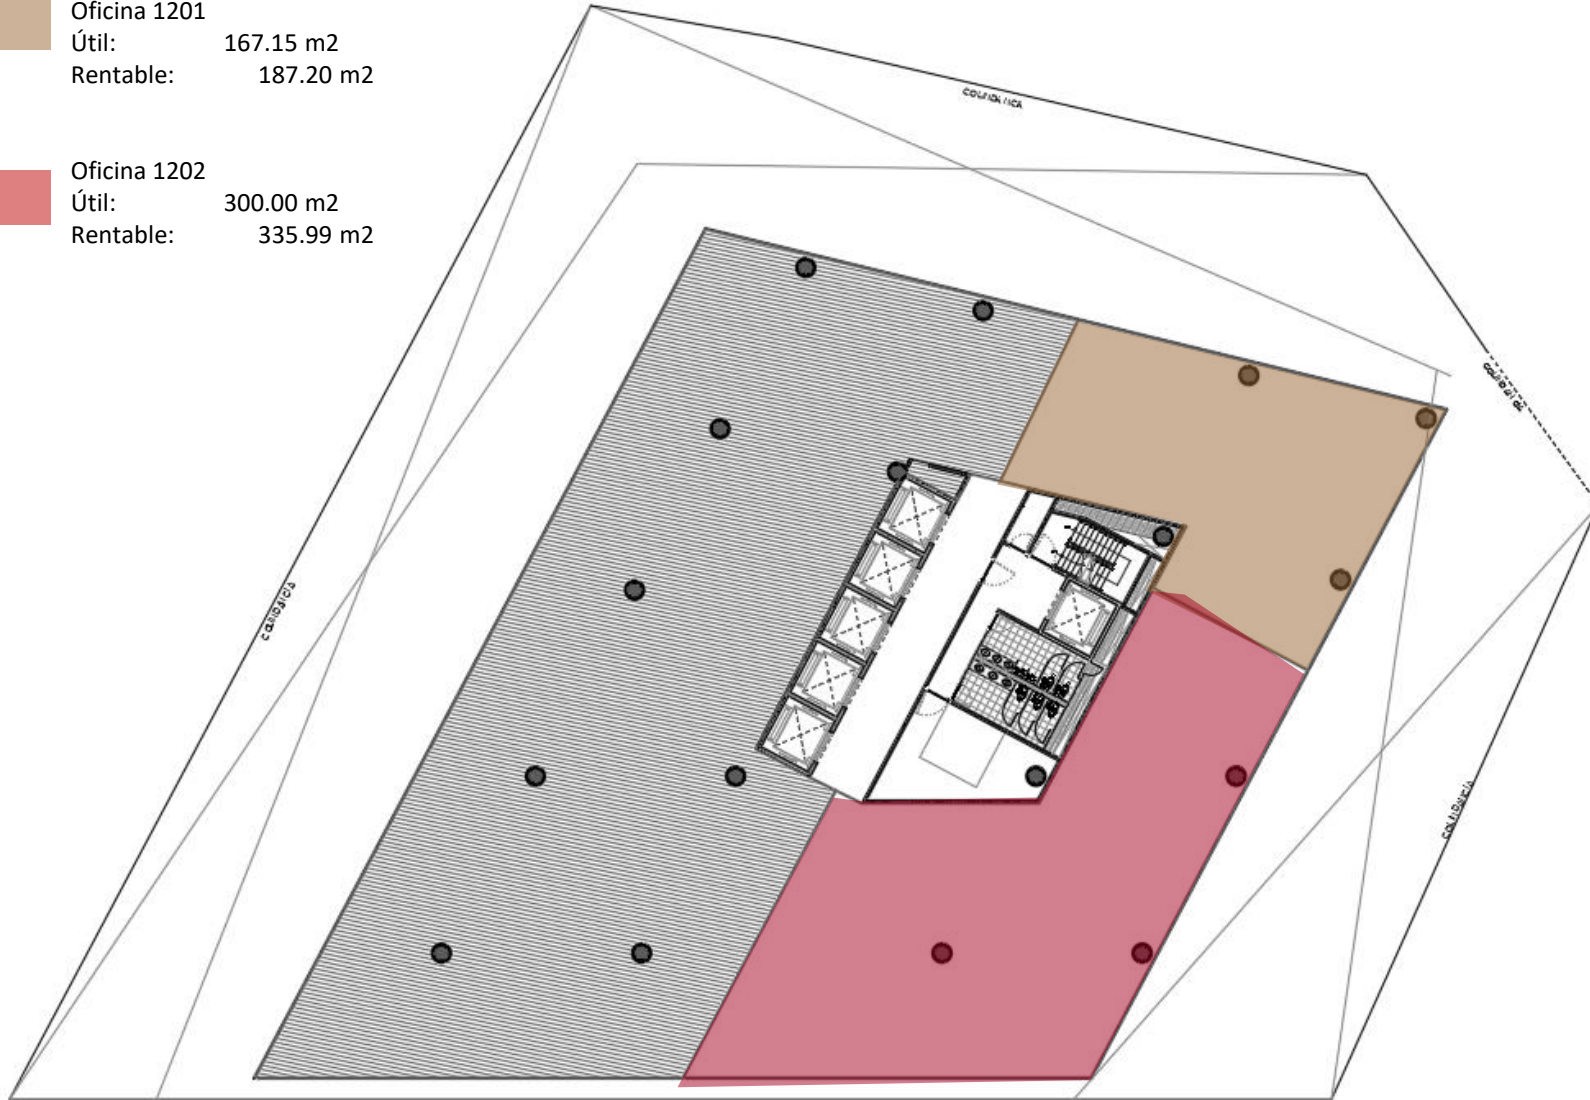 Oficina 1201
Útil: 167.15 m2
Rentable: 187.20 m2
Oficina 1202
Útil: 300.00 m2
Rentable: 335.99 m2